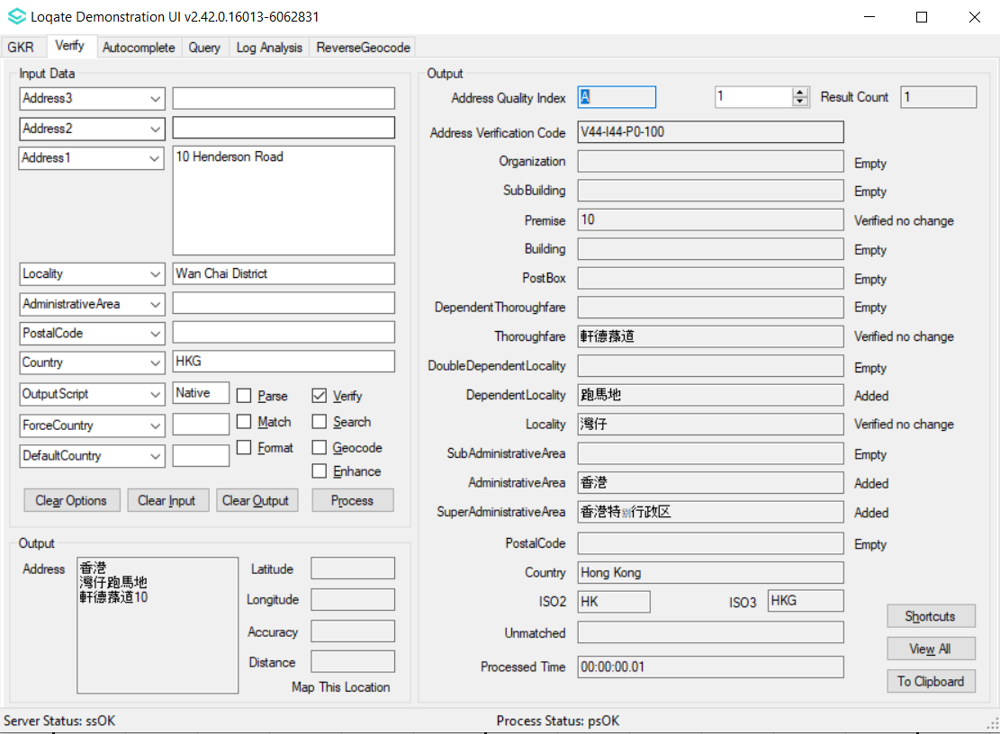 Loqate Demonstration UI v2.42.0.16013-6062831
GKR Verify Autocomplete Query Log Analysis ReverseGeocode
Input Data
Address3
Address2
Address1 10 Henderson Road
Locality Wan Chai District
AdministrativeArea
PostalCode
Country HKG
OutputScript Native Parse Verify
ForceCountry Match Search
DefaultCountry Format Geocode
Enhance
Clear Options Clear Input Clear Output Process
Output
Address 香港
灣仔跑馬地
軒德蓀道10
Latitude
Longitude
Accuracy
Distance
Map This Location
Output
Address Quality Index A 1 Result Count 1
Address Verification Code V44-I44-P0-100
Organization Empty
SubBuilding Empty
Premise 10 Verified no change
Building Empty
PostBox Empty
DependentThoroughfare Empty
Thoroughfare 軒德蓀道 Verified no change
DoubleDependentLocality Empty
DependentLocality 跑馬地 Added
Locality 灣仔 Verified no change
SubAdministrativeArea Empty
AdministrativeArea 香港 Added
SuperAdministrativeArea 香港特别行政区 Added
PostalCode Empty
Country Hong Kong
ISO2 HK ISO3 HKG
Unmatched
Processed Time 00:00:00.01
Shortcuts
View All
To Clipboard
Server Status: ssOK Process Status: psOK